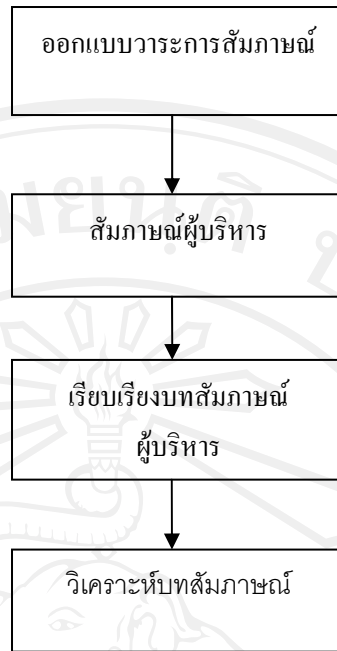 ออกแบบวาระการสัมภาษณ์
สัมภาษณ์ผู้บริหาร
เรียบเรียงบทสัมภาษณ์
ผู้บริหาร
วิเคราะห์บทสัมภาษณ์